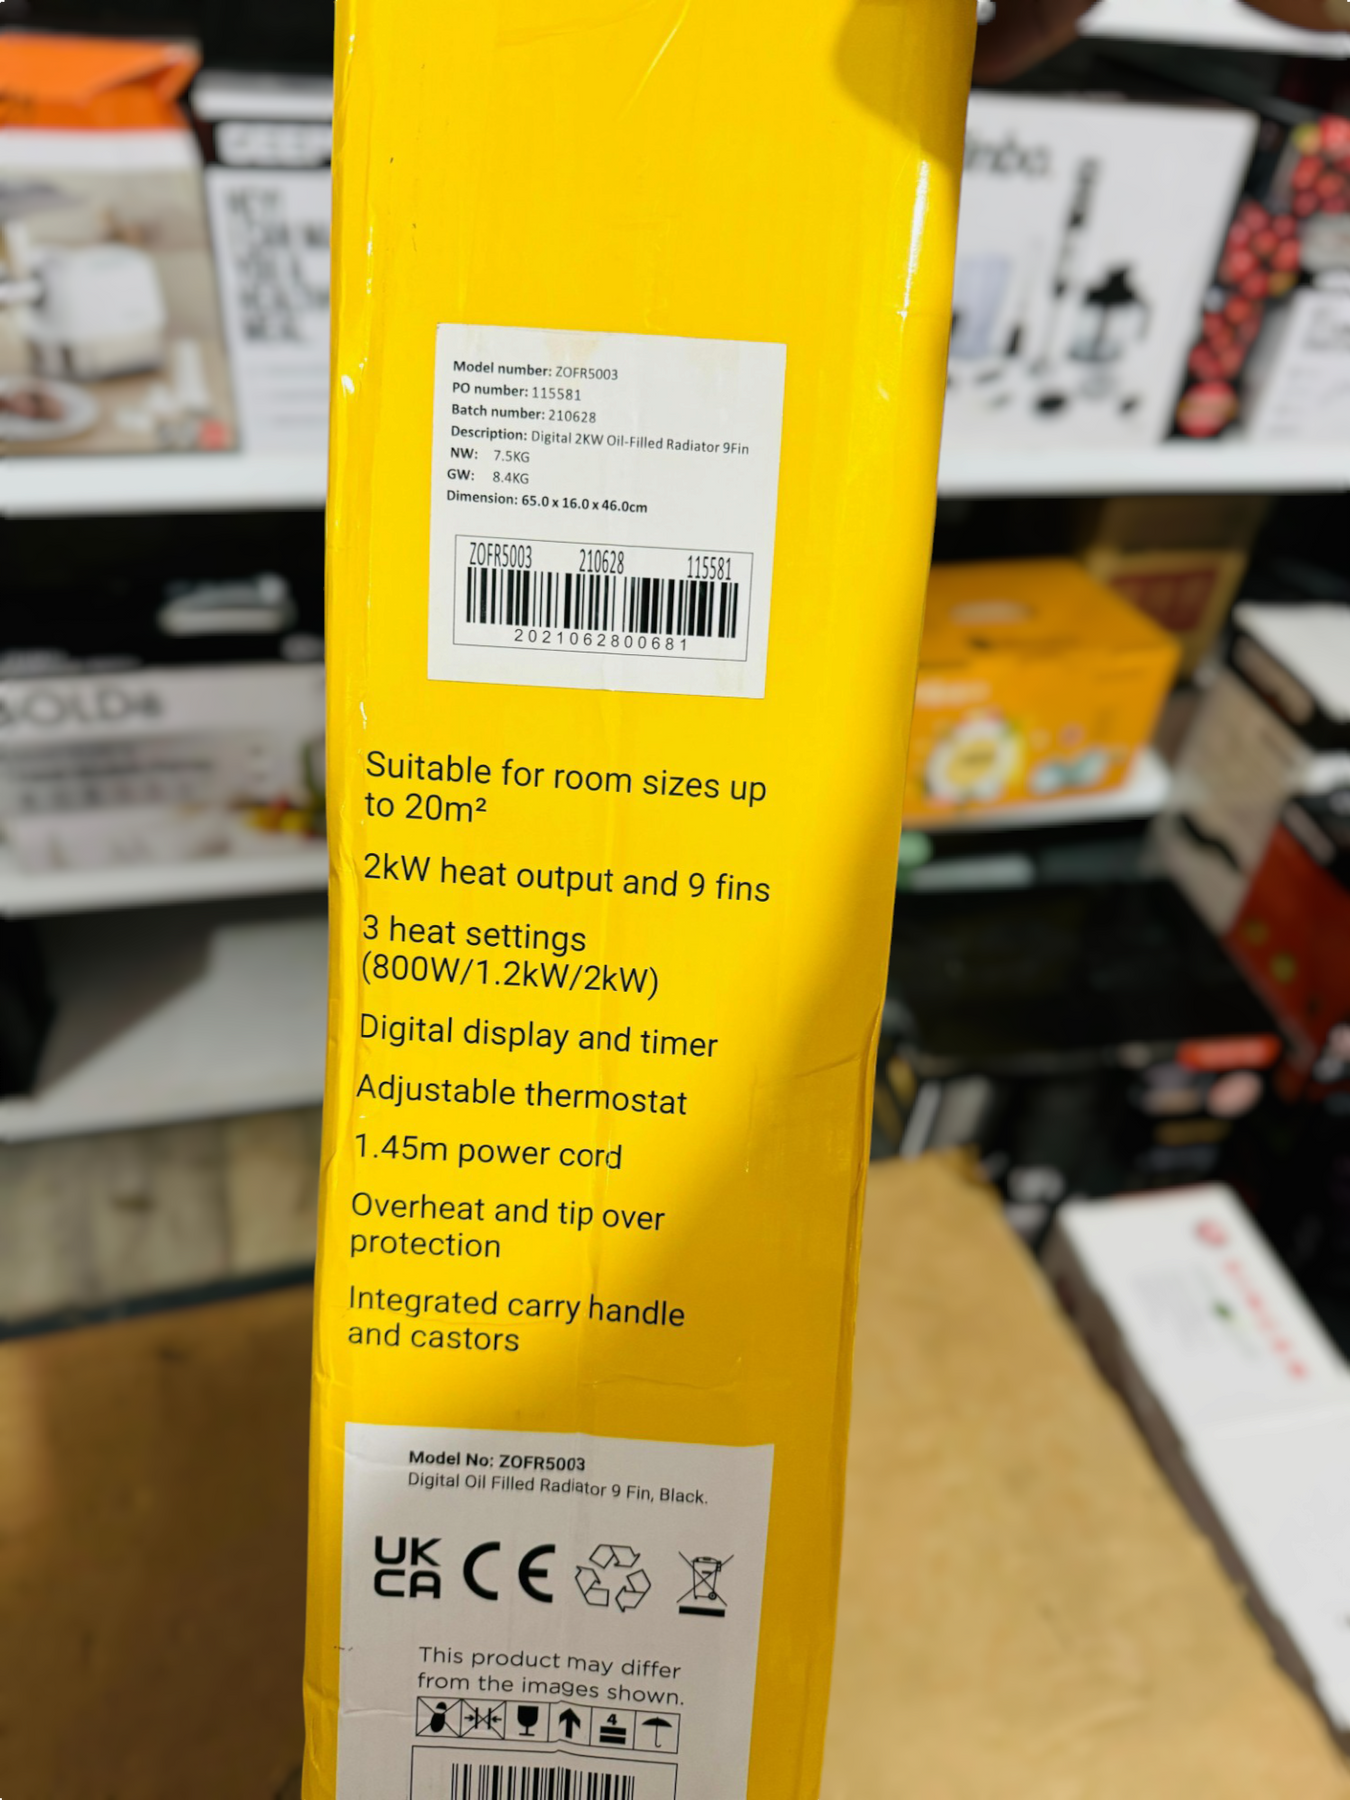 Model number: ZOFR5003
PO number: 115581
Batch number: 210628
Description: Digital 2KW Oil-Filled Radiator 9Fin
NW: 7.5KG
GW: 8.4KG
Dimension: 65.0 x 16.0 x 46.0cm
ZOFR5003 210628 115581
2021062800681
Suitable for room sizes up
to 20m²
2kW heat output and 9 fins
3 heat settings
(800W/1.2kW/2kW)
Digital display and timer
Adjustable thermostat
1.45m power cord
Overheat and tip over
protection
Integrated carry handle
and castors
Model No: ZOFR5003
Digital Oil Filled Radiator 9 Fin, Black.
UK
CA
CE
This product may differ
from the images shown.
4
HEY!